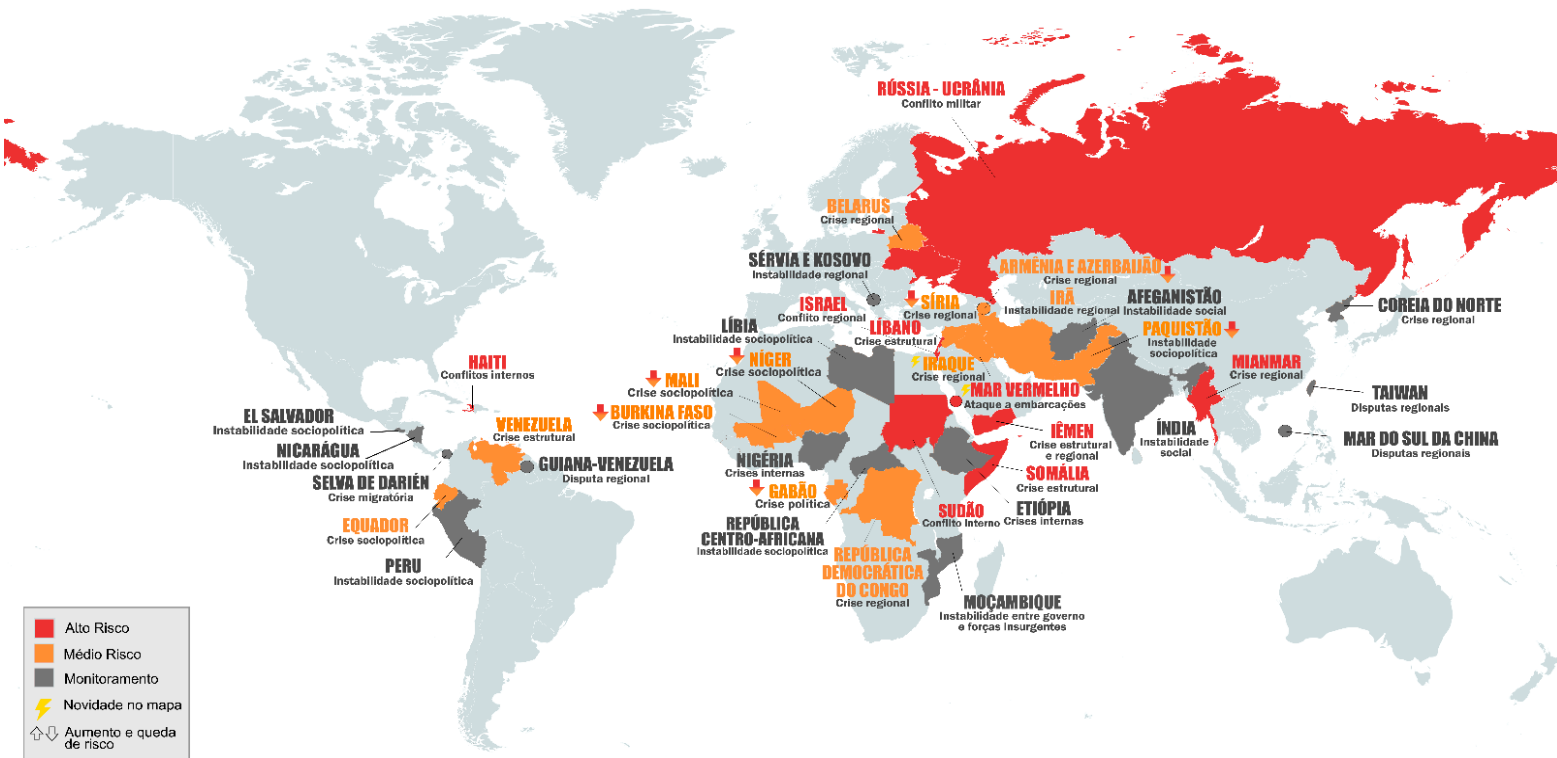 RÚSSIA - UCRÂNIA
Conflito militar
BELARUS
Crise regional
SÉRVIA E KOSOVO
Instabilidade regional
ARMÊNIA E AZERBAIJÃO
Crise regional
ISRAEL
Conflito regional
SÍRIA
Crise regional
IRÃ
Instabilidade regional
AFEGANISTÃO
Instabilidade social
COREIA DO NORTE
Crise regional
LÍBIA
Instabilidade sociopolítica
LÍBANO
Crise estrutural
PAQUISTÃO
Instabilidade
sociopolítica
HAITI
Conflitos internos
NÍGER
Crise sociopolítica
IRAQUE
Crise regional
MIANMAR
Crise regional
MALI
Crise sociopolítica
MAR VERMELHO
Ataque a embarcações
TAIWAN
Disputas regionais
EL SALVADOR
Instabilidade sociopolítica
VENEZUELA
Crise estrutural
BURKINA FASO
Crise sociopolítica
IÊMEN
Crise estrutural
e regional
ÍNDIA
Instabilidade
social
MAR DO SUL DA CHINA
Disputas regionais
NICARÁGUA
Instabilidade sociopolítica
GUIANA-VENEZUELA
Disputa regional
NIGÉRIA
Crises internas
SOMÁLIA
Crise estrutural
SELVA DE DARIÉN
Crise migratória
GABÃO
Crise política
SUDÃO
Conflito interno
ETIÓPIA
Crises internas
EQUADOR
Crise sociopolítica
REPÚBLICA
CENTRO-AFRICANA
Instabilidade sociopolítica
PERU
Instabilidade sociopolítica
REPÚBLICA
DEMOCRÁTICA
DO CONGO
Crise regional
MOÇAMBIQUE
Instabilidade entre governo
e forças insurgentes
Alto Risco
Médio Risco
Monitoramento
Novidade no mapa
Aumento e queda
de risco